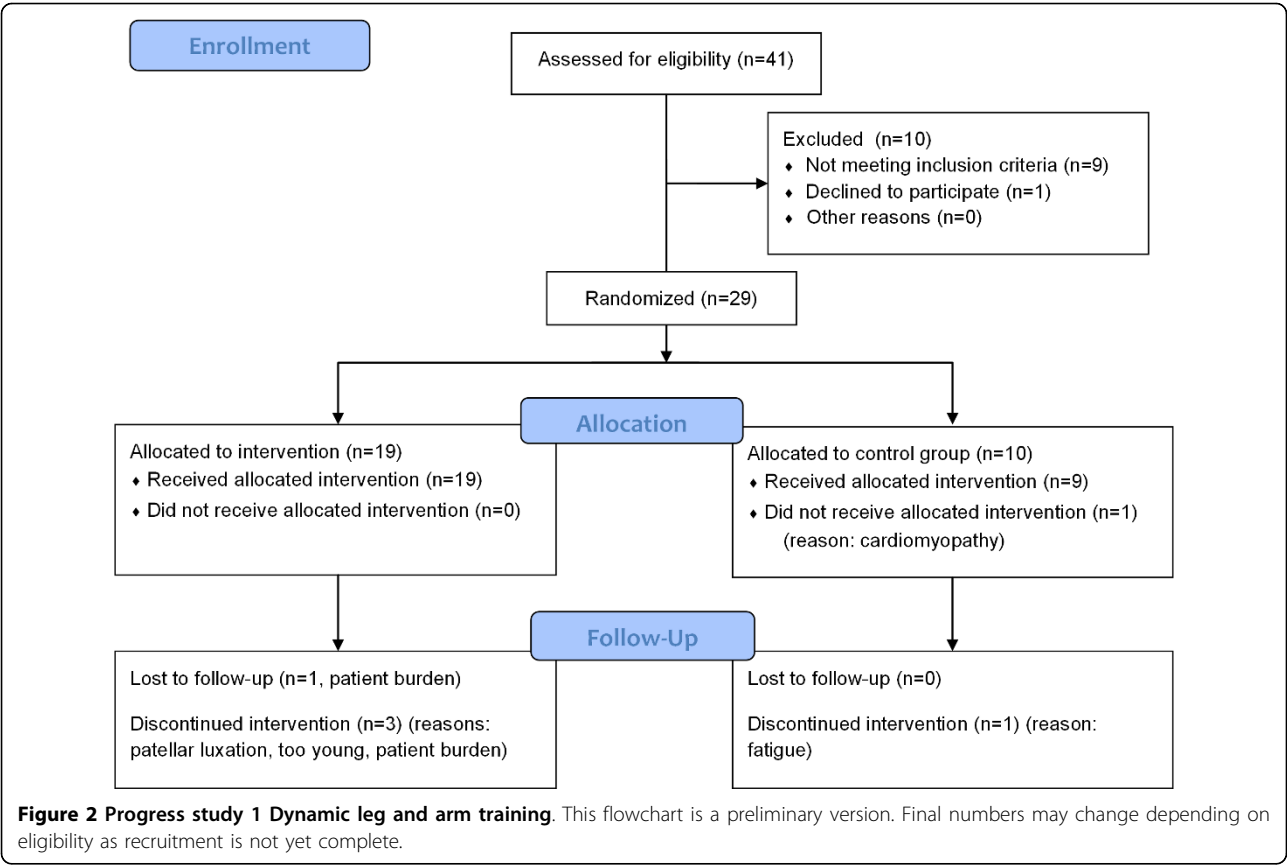 Enrollment
Assessed for eligibility (n=41)
Excluded (n=10)
♦ Not meeting inclusion criteria (n=9)
♦ Declined to participate (n=1)
♦ Other reasons (n=0)
Randomized (n=29)
Allocation
Allocated to intervention (n=19)
♦ Received allocated intervention (n=19)
♦ Did not receive allocated intervention (n=0)
Allocated to control group (n=10)
♦ Received allocated intervention (n=9)
♦ Did not receive allocated intervention (n=1)
(reason: cardiomyopathy)
Follow-Up
Lost to follow-up (n=1, patient burden)
Discontinued intervention (n=3) (reasons:
patellar luxation, too young, patient burden)
Lost to follow-up (n=0)
Discontinued intervention (n=1) (reason:
fatigue)
Figure 2 Progress study 1 Dynamic leg and arm training. This flowchart is a preliminary version. Final numbers may change depending on
eligibility as recruitment is not yet complete.